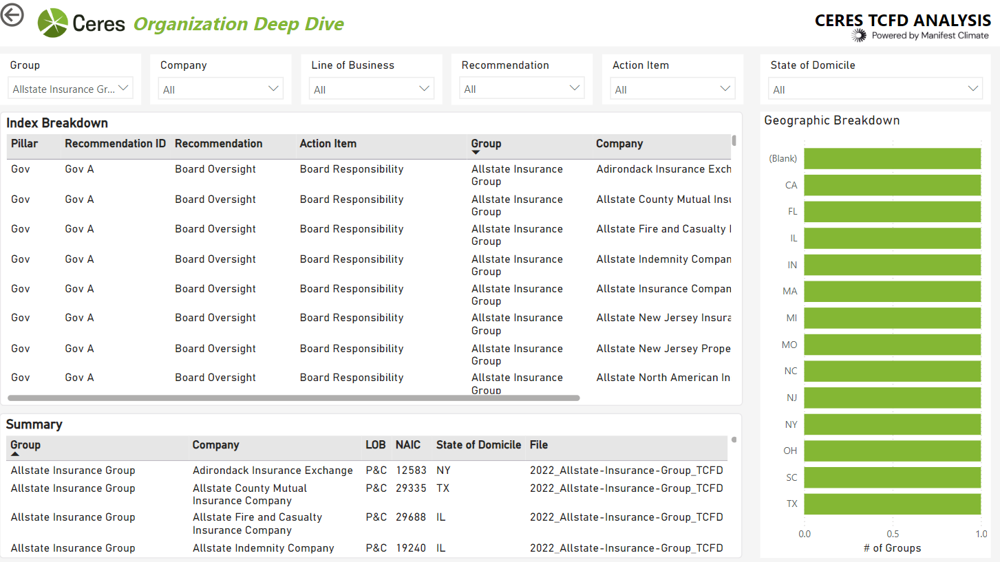 Ceres Organization Deep Dive
CERES TCFD ANALYSIS
Powered by Manifest Climate
Group Company Line of Business Recommendation Action Item State of Domicile
Allstate Insurance Gr... All All All All All
Index Breakdown
Pillar Recommendation ID Recommendation Action Item Group Company
Gov Gov A Board Oversight Board Responsibility Allstate Insurance Adirondack Insurance Exch
Group
Gov Gov A Board Oversight Board Responsibility Allstate Insurance Allstate County Mutual Insu
Group
Gov Gov A Board Oversight Board Responsibility Allstate Insurance Allstate Fire and Casualty I
Group
Gov Gov A Board Oversight Board Responsibility Allstate Insurance Allstate Indemnity Compan
Group
Gov Gov A Board Oversight Board Responsibility Allstate Insurance Allstate Insurance Compan
Group
Gov Gov A Board Oversight Board Responsibility Allstate Insurance Allstate New Jersey Insura
Group
Gov Gov A Board Oversight Board Responsibility Allstate Insurance Allstate New Jersey Prope
Group
Gov Gov A Board Oversight Board Responsibility Allstate Insurance Allstate North American In
Group
Summary
Group Company LOB NAIC State of Domicile File
Allstate Insurance Group Adirondack Insurance Exchange P&C 12583 NY 2022_Allstate-Insurance-Group_TCFD
Allstate Insurance Group Allstate County Mutual P&C 29335 TX 2022_Allstate-Insurance-Group_TCFD
Insurance Company
Allstate Insurance Group Allstate Fire and Casualty P&C 29688 IL 2022_Allstate-Insurance-Group_TCFD
Insurance Company
Allstate Insurance Group Allstate Indemnity Company P&C 19240 IL 2022_Allstate-Insurance-Group_TCFD
Geographic Breakdown
(Blank)
CA
FL
IL
IN
MA
MI
MO
NC
NJ
NY
OH
SC
TX
0.0 0.5 1.0
# of Groups